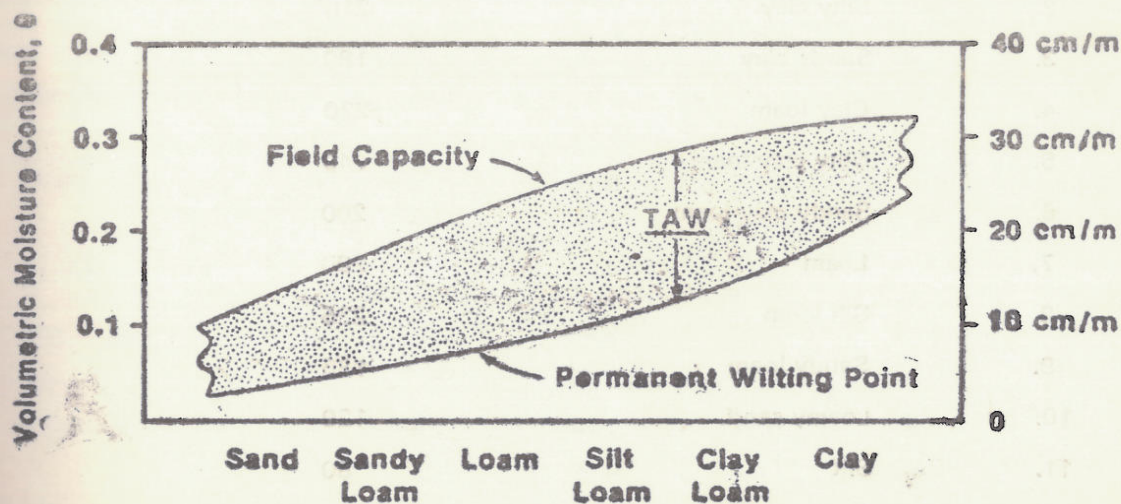 Volumetric Moisture Content, θ
0.4
0.3
0.2
0.1
40 cm/m
30 cm/m
20 cm/m
10 cm/m
0
Field Capacity
TAW
Permanent Wilting Point
Sand
Sandy
Loam
Loam
Silt
Loam
Clay
Loam
Clay